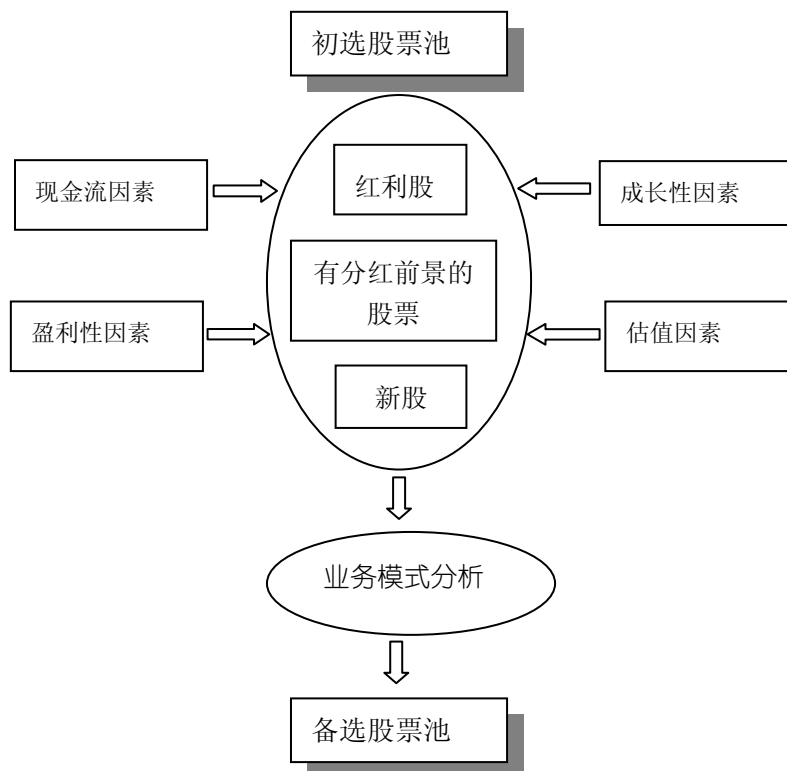 初选股票池
现金流因素
红利股
成长性因素
有分红前景的
股票
盈利性因素
估值因素
新股
业务模式分析
备选股票池